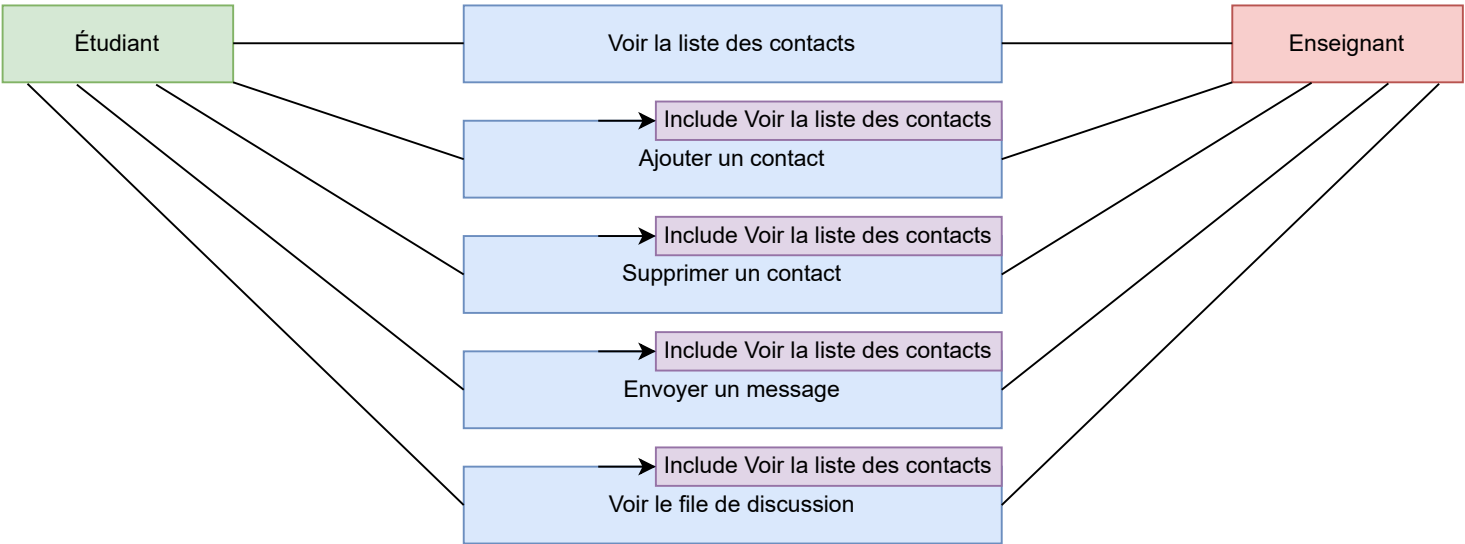 Étudiant
Voir la liste des contacts
Enseignant
Include Voir la liste des contacts
Ajouter un contact
Include Voir la liste des contacts
Supprimer un contact
Include Voir la liste des contacts
Envoyer un message
Include Voir la liste des contacts
Voir le file de discussion